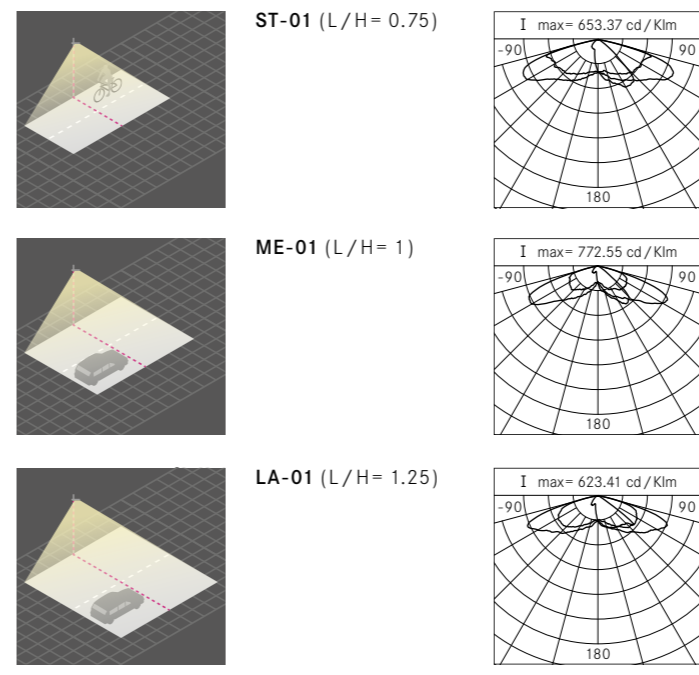 ST-01 (L/H= 0.75)
I max= 653.37 cd/Klm
-90 90
180
ME-01 (L/H= 1)
I max= 772.55 cd/Klm
-90 90
180
LA-01 (L/H= 1.25)
I max= 623.41 cd/Klm
-90 90
180